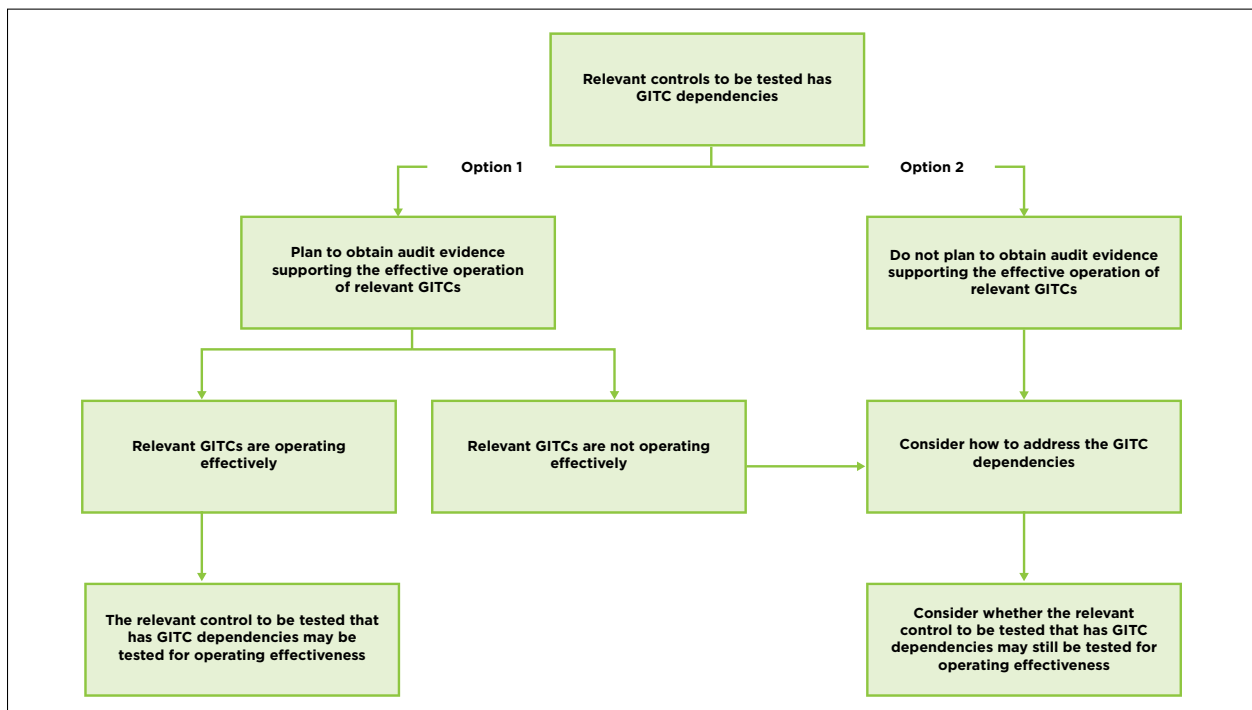 Relevant controls to be tested has
GITC dependencies
Option 1
Option 2
Plan to obtain audit evidence
supporting the effective operation
of relevant GITCs
Do not plan to obtain audit evidence
supporting the effective operation of
relevant GITCs
Relevant GITCs are operating
effectively
Relevant GITCs are not operating
effectively
Consider how to address the GITC
dependencies
The relevant control to be tested that
has GITC dependencies may be
tested for operating effectiveness
Consider whether the relevant
control to be tested that has GITC
dependencies may still be tested for
operating effectiveness